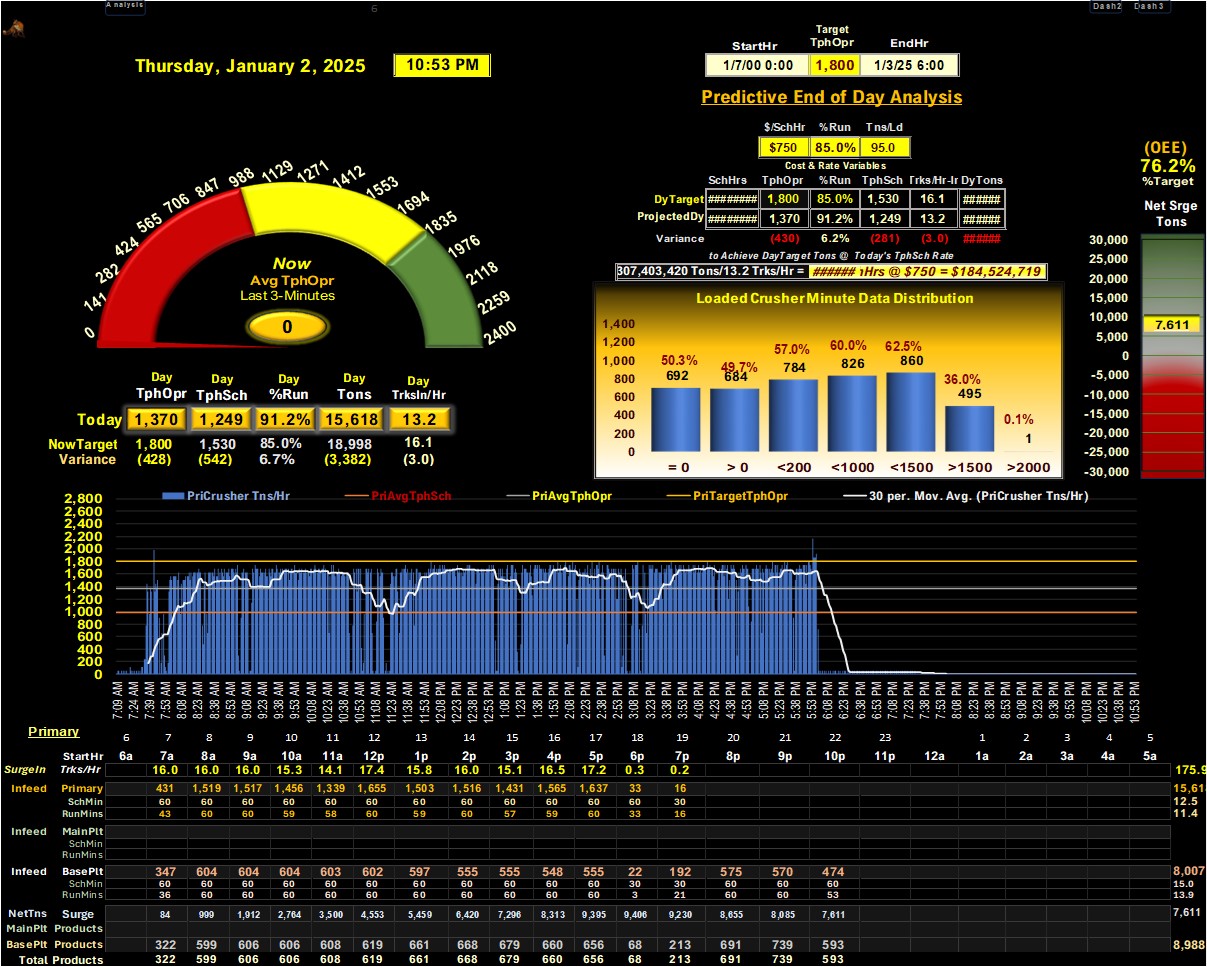 Analysis 6 Dash2 Dash3
Target
StartHr TphOpr EndHr
Thursday, January 2, 2025 10:53 PM 1/7/00 0:00 1,800 1/3/25 6:00
Predictive End of Day Analysis
$/SchHr %Run Tns/Ld
$750 85.0% 95.0
Cost & Rate Variables
SchHrs TphOpr %Run TphSch Trks/Hr-Ir DyTons
DyTarget ######## 1,800 85.0% 1,530 16.1 ######
ProjectedDy ######## 1,370 91.2% 1,249 13.2 ######
Variance (430) 6.2% (281) (3.0) ######
to Achieve DayTarget Tons @ Today's TphSch Rate
307,403,420 Tons/13.2 Trks/Hr = ###### ıHrs @ $750 = $184,524,719
(OEE)
76.2%
%Target
Net Srge
Tons
30,000
25,000
20,000
15,000
10,000
7,611
5,000
0
-5,000
-10,000
-15,000
-20,000
-25,000
-30,000
0 141 282 424 565 706 847 988 1129 1271 1412 1553 1694 1835 1976 2118 2259 2400
Now
Avg TphOpr
Last 3-Minutes
0
Loaded Crusher Minute Data Distribution
1,400
1,200
1,000
800
600
400
200
0
50.3% 49.7% 57.0% 60.0% 62.5% 36.0% 0.1%
692 684 784 826 860 495 1
= 0 > 0 <200 <1000 <1500 >1500 >2000
Day Day Day Day Day
TphOpr TphSch %Run Tons TrksIn/Hr
Today 1,370 1,249 91.2% 15,618 13.2
NowTarget 1,800 1,530 85.0% 18,998 16.1
Variance (428) (542) 6.7% (3,382) (3.0)
PriCrusher Tns/Hr PriAvgTphSch PriAvgTphOpr PriTargetTphOpr 30 per. Mov. Avg. (PriCrusher Tns/Hr)
2,800
2,600
2,400
2,200
2,000
1,800
1,600
1,400
1,200
1,000
800
600
400
200
0
7:09 AM 7:24 AM 7:39 AM 7:53 AM 8:08 AM 8:23 AM 8:38 AM 8:53 AM 9:08 AM 9:23 AM 9:38 AM 9:53 AM 10:08 AM 10:23 AM 10:38 AM 10:53 AM 11:08 AM 11:23 AM 11:38 AM 11:53 AM 12:08 PM 12:23 PM 12:38 PM 12:53 PM 1:08 PM 1:23 PM 1:38 PM 1:53 PM 2:08 PM 2:23 PM 2:38 PM 2:53 PM 3:08 PM 3:23 PM 3:38 PM 3:53 PM 4:08 PM 4:23 PM 4:38 PM 4:53 PM 5:08 PM 5:23 PM 5:38 PM 5:53 PM 6:08 PM 6:23 PM 6:38 PM 6:53 PM 7:08 PM 7:23 PM 7:38 PM 7:53 PM 8:08 PM 8:23 PM 8:38 PM 8:53 PM 9:08 PM 9:23 PM 9:38 PM 9:53 PM 10:08 PM 10:23 PM 10:38 PM 10:53 PM
Primary
6 7 8 9 10 11 12 13 14 15 16 17 18 19 20 21 22 23 1 2 3 4 5
StartHr 6a 7a 8a 9a 10a 11a 12p 1p 2p 3p 4p 5p 6p 7p 8p 9p 10p 11p 12a 1a 2a 3a 4a 5a
SurgeIn Trks/Hr 16.0 16.0 16.0 15.3 14.1 17.4 15.8 16.0 15.1 16.5 17.2 0.3 0.2 175.9
Infeed Primary 431 1,519 1,517 1,456 1,339 1,655 1,503 1,516 1,431 1,565 1,637 33 16 15,618
SchMin 60 60 60 60 60 60 60 60 60 60 60 60 30 12.5
RunMins 43 60 60 59 58 60 59 60 57 59 60 33 16 11.4
Infeed MainPlt
SchMin
RunMins
Infeed BasePlt 347 604 604 604 603 602 597 555 555 548 555 22 192 575 570 474 8,007
SchMin 60 60 60 60 60 60 60 60 60 60 60 30 30 60 60 60 15.0
RunMins 36 60 60 60 60 60 60 60 60 60 60 3 21 60 60 53 13.9
NetTns Surge 84 999 1,912 2,764 3,500 4,553 5,459 6,420 7,296 8,313 9,395 9,406 9,230 8,655 8,085 7,611 7,611
MainPlt Products
BasePlt Products 322 599 606 606 608 619 661 668 679 660 656 68 213 691 739 593 8,988
Total Products 322 599 606 606 608 619 661 668 679 660 656 68 213 691 739 593